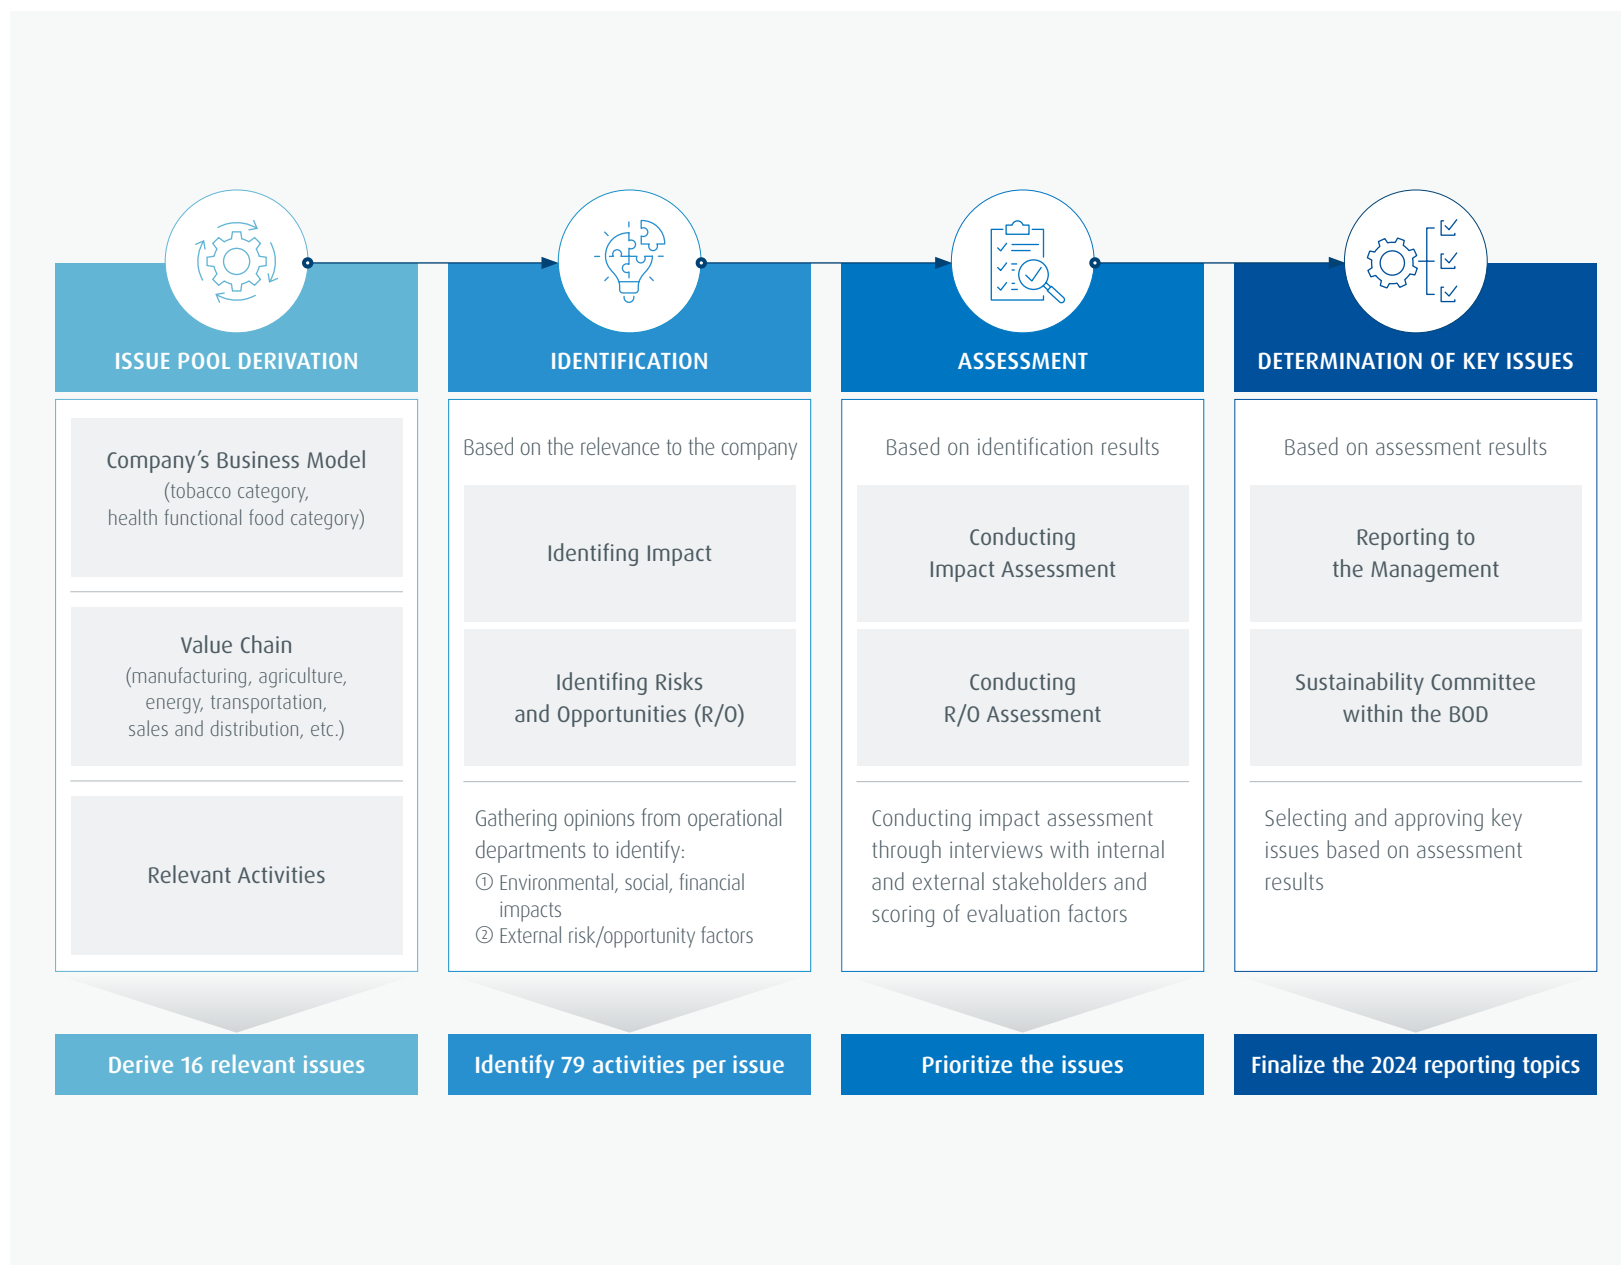 ISSUE POOL DERIVATION
Company’s Business Model
(tobacco category,
health functional food category)
Value Chain
(manufacturing, agriculture,
energy, transportation,
sales and distribution, etc.)
Relevant Activities
Derive 16 relevant issues
IDENTIFICATION
Based on the relevance to the company
Identifing Impact
Identifing Risks
and Opportunities (R/O)
Gathering opinions from operational
departments to identify:
① Environmental, social, financial
impacts
② External risk/opportunity factors
Identify 79 activities per issue
ASSESSMENT
Based on identification results
Conducting
Impact Assessment
Conducting
R/O Assessment
Conducting impact assessment
through interviews with internal
and external stakeholders and
scoring of evaluation factors
Prioritize the issues
DETERMINATION OF KEY ISSUES
Based on assessment results
Reporting to
the Management
Sustainability Committee
within the BOD
Selecting and approving key
issues based on assessment
results
Finalize the 2024 reporting topics